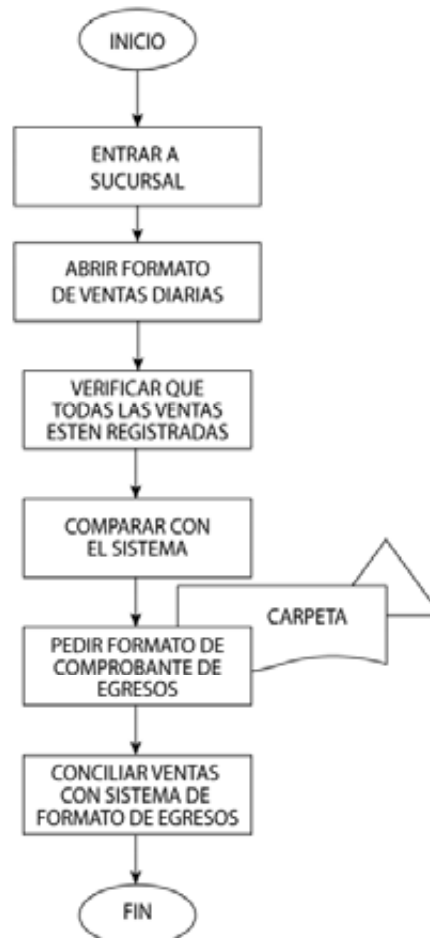 INICIO
ENTRAR A
SUCURSAL
ABRIR FORMATO
DE VENTAS DIARIAS
VERIFICAR QUE
TODAS LAS VENTAS
ESTEN REGISTRADAS
COMPARAR CON
EL SISTEMA
CARPETA
PEDIR FORMATO DE
COMPROBANTE DE
EGRESOS
CONCILIAR VENTAS
CON SISTEMA DE
FORMATO DE EGRESOS
FIN